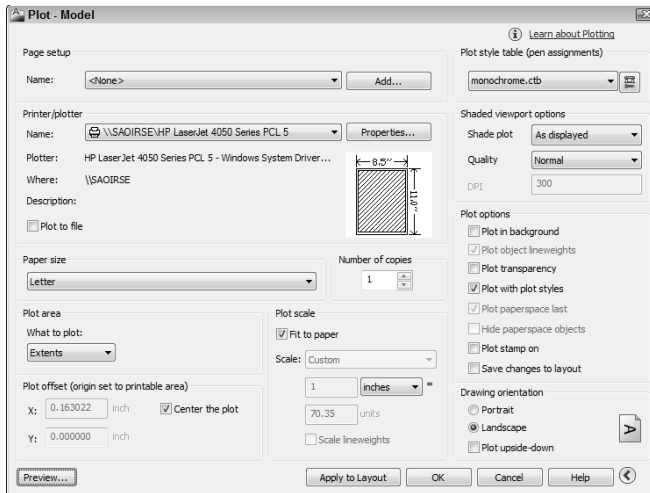 Plot - Model
Learn about Plotting
Page setup
Name: <None> Add...
Plot style table (pen assignments)
monochrome.ctb
Printer/plotter
Name: \\SAOIRSE\HP LaserJet 4050 Series PCL 5 Properties...
Plotter: HP LaserJet 4050 Series PCL 5 - Windows System Driver...
Where: \\SAOIRSE
Description:
Plot to file
8.5"
11.0"
Shaded viewport options
Shade plot As displayed
Quality Normal
DPI 300
Paper size
Letter
Number of copies
1
Plot area
What to plot:
Extents
Plot scale
Fit to paper
Scale: Custom
1 inches =
70.35 units
Scale lineweights
Plot offset (origin set to printable area)
X: 0.163022 inch Center the plot
Y: 0.000000 inch
Plot options
Plot in background
Plot object lineweights
Plot transparency
Plot with plot styles
Plot paperspace last
Hide paperspace objects
Plot stamp on
Save changes to layout
Drawing orientation
Portrait
Landscape
Plot upside-down
A
Preview... Apply to Layout OK Cancel Help